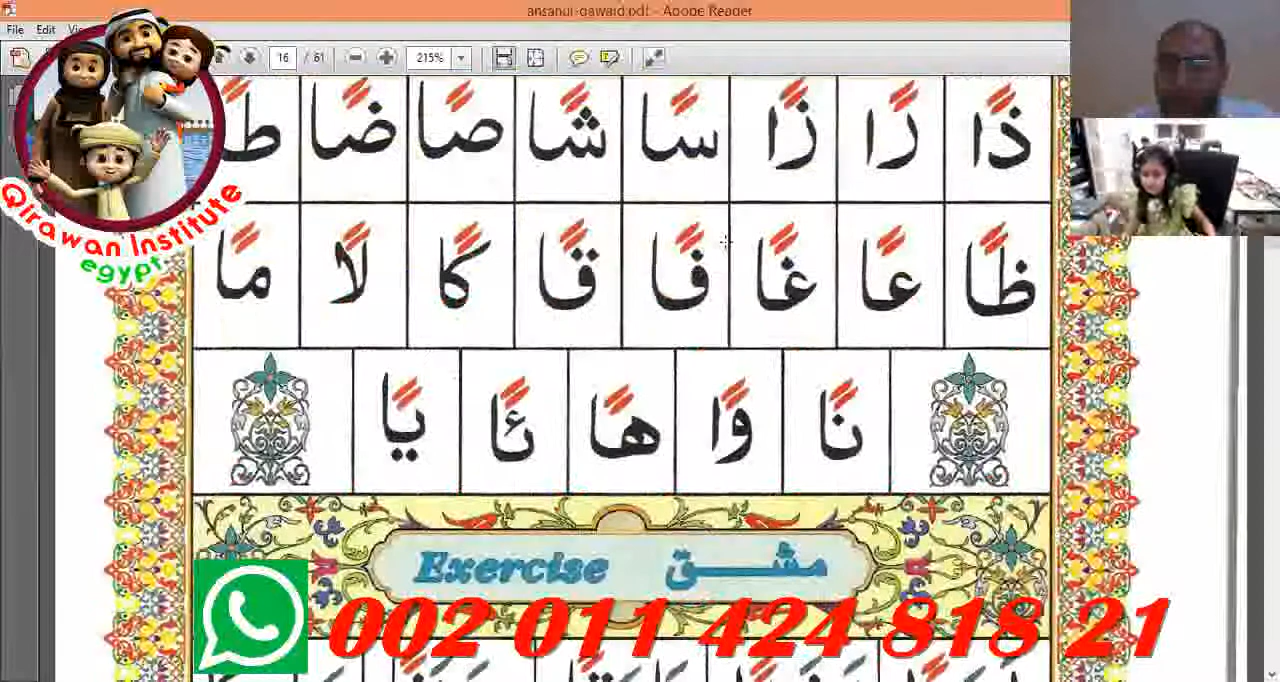 ansanul-qawaid.pdf - Adobe Reader
File Edit
16 / 61 215%
ذًا رًا زًا سًا شًا صًا ضًا طًا
ظًا عًا غًا فًا قًا كًا لًا مًا
نًا وًا هًا ئًا يًا
Exercise مشق
Qirawan Institute
egypt
002 011 424 818 21